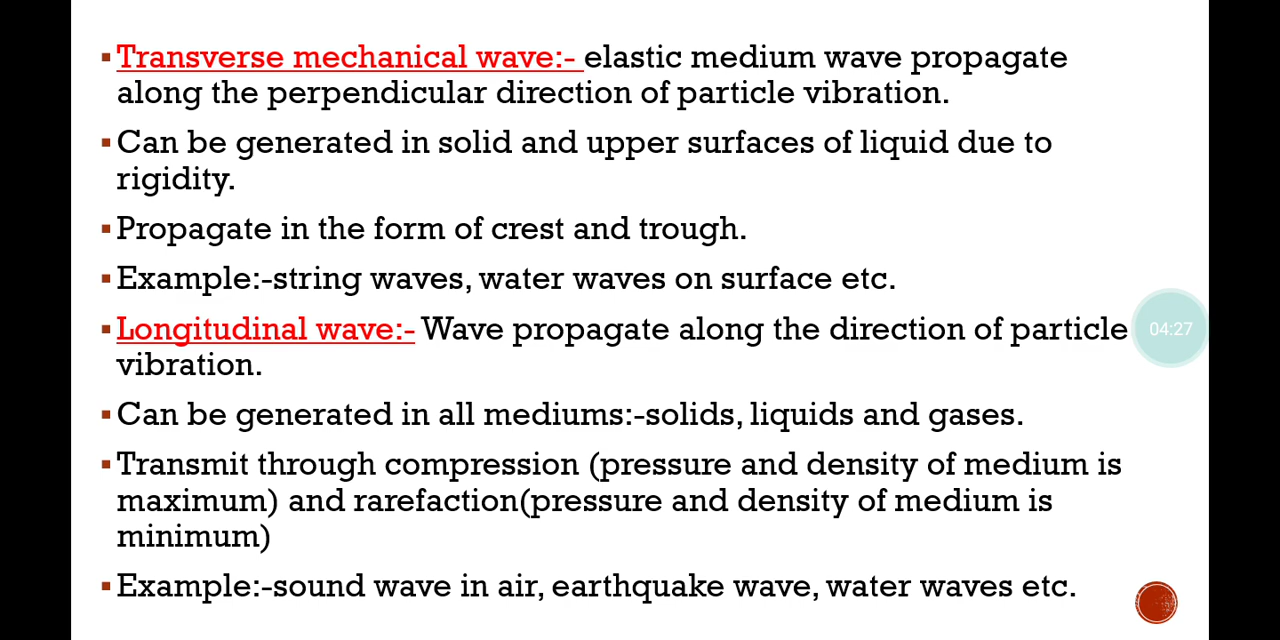 ▪Transverse mechanical wave:- elastic medium wave propagate
along the perpendicular direction of particle vibration.
▪Can be generated in solid and upper surfaces of liquid due to
rigidity.
▪Propagate in the form of crest and trough.
▪Example:-string waves, water waves on surface etc.
▪Longitudinal wave:- Wave propagate along the direction of particle
vibration.
04:27
▪Can be generated in all mediums:-solids, liquids and gases.
▪Transmit through compression (pressure and density of medium is
maximum) and rarefaction(pressure and density of medium is
minimum)
▪Example:-sound wave in air, earthquake wave, water waves etc.